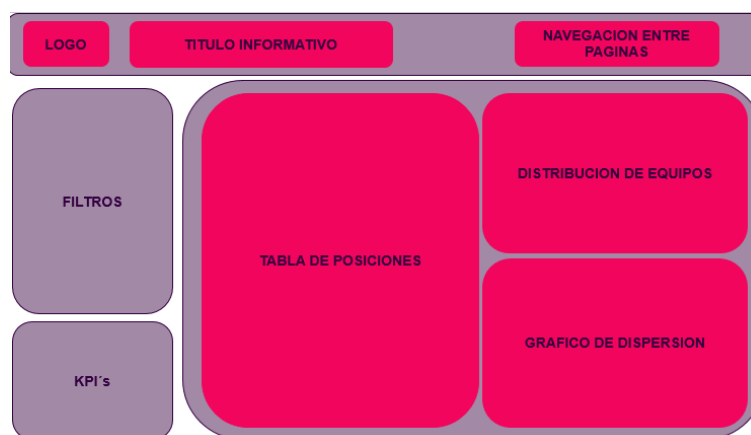 LOGO
TITULO INFORMATIVO
NAVEGACION ENTRE
PAGINAS
FILTROS
KPI´s
TABLA DE POSICIONES
DISTRIBUCION DE EQUIPOS
GRAFICO DE DISPERSION